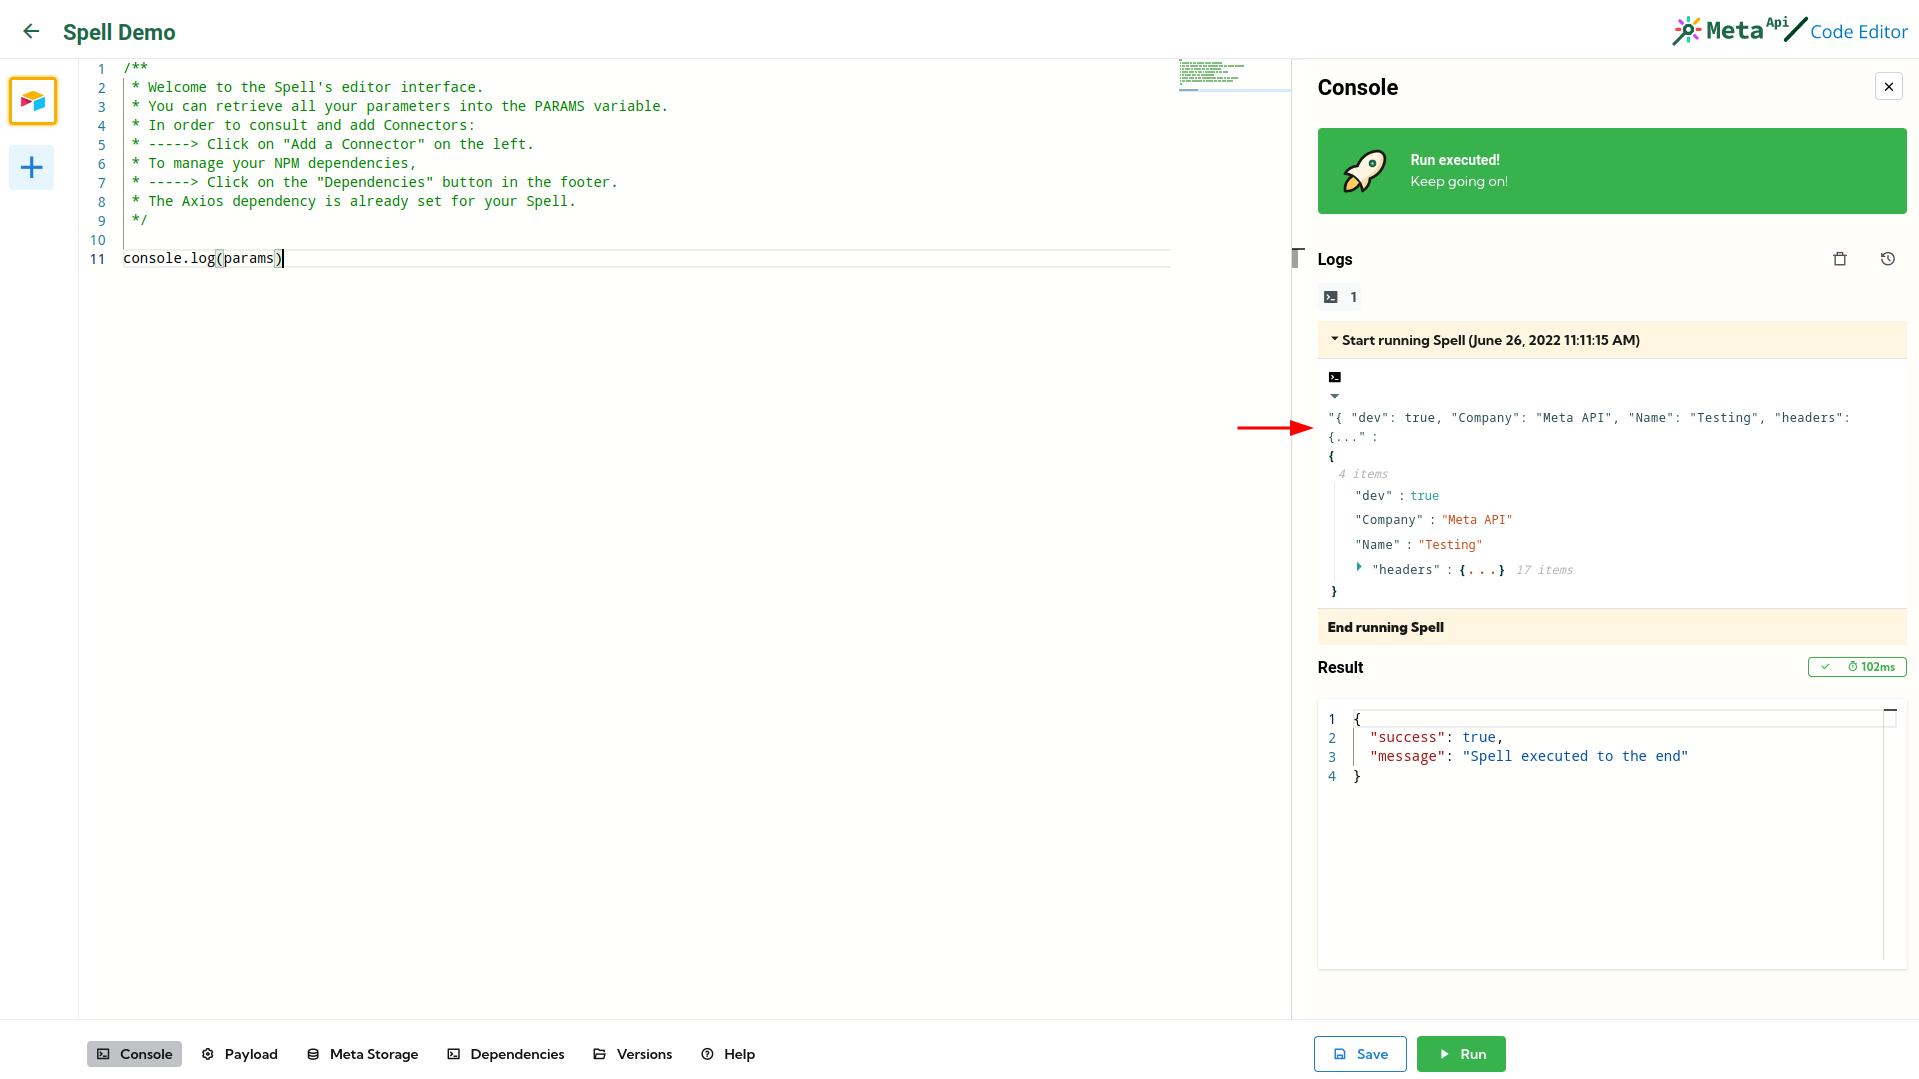 Spell Demo
Meta Api Code Editor
1 /**
2 * Welcome to the Spell's editor interface.
3 * You can retrieve all your parameters into the PARAMS variable.
4 * In order to consult and add Connectors:
5 * -----> Click on "Add a Connector" on the left.
6 * To manage your NPM dependencies,
7 * -----> Click on the "Dependencies" button in the footer.
8 * The Axios dependency is already set for your Spell.
9 */
10
11 console.log(params)
Console
Run executed!
Keep going on!
Logs
1
Start running Spell (June 26, 2022 11:11:15 AM)
"{ "dev": true, "Company": "Meta API", "Name": "Testing", "headers":
{..." :
{
4 items
"dev" : true
"Company" : "Meta API"
"Name" : "Testing"
"headers" : {...} 17 items
}
End running Spell
Result
102ms
1 {
2 "success": true,
3 "message": "Spell executed to the end"
4 }
Console Payload Meta Storage Dependencies Versions Help
Save Run